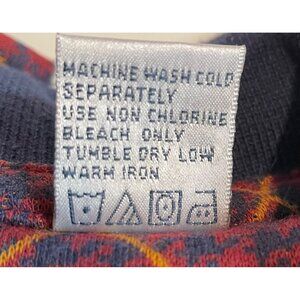 MACHINE WASH COLD
SEPARATELY
USE NON CHLORINE
BLEACH ONLY
TUMBLE DRY LOW
WARM IRON